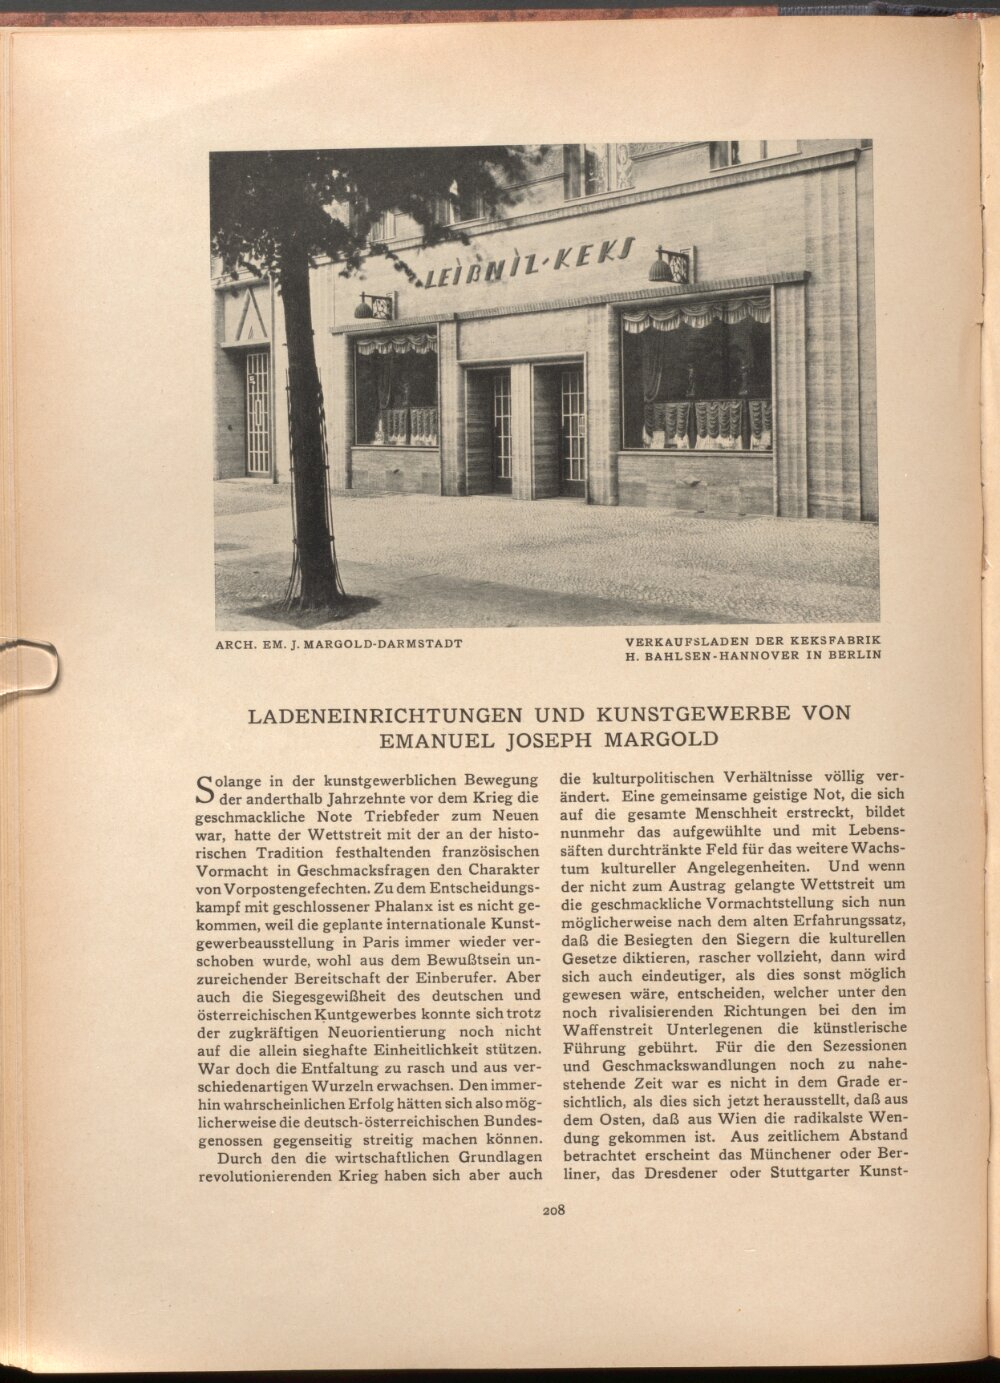 LEIBNIZ·KEKS
ARCH. EM. J. MARGOLD-DARMSTADT
VERKAUFSLADEN DER KEKSFABRIK
H. BAHLSEN-HANNOVER IN BERLIN
LADENEINRICHTUNGEN UND KUNSTGEWERBE VON
EMANUEL JOSEPH MARGOLD
Solange in der kunstgewerblichen Bewegung
der anderthalb Jahrzehnte vor dem Krieg die
geschmackliche Note Triebfeder zum Neuen
war, hatte der Wettstreit mit der an der histo-
rischen Tradition festhaltenden französischen
Vormacht in Geschmacksfragen den Charakter
von Vorpostengefechten. Zu dem Entscheidungs-
kampf mit geschlossener Phalanx ist es nicht ge-
kommen, weil die geplante internationale Kunst-
gewerbeausstellung in Paris immer wieder ver-
schoben wurde, wohl aus dem Bewußtsein un-
zureichender Bereitschaft der Einberufer. Aber
auch die Siegesgewißheit des deutschen und
österreichischen Kuntgewerbes konnte sich trotz
der zugkräftigen Neuorientierung noch nicht
auf die allein sieghafte Einheitlichkeit stützen.
War doch die Entfaltung zu rasch und aus ver-
schiedenartigen Wurzeln erwachsen. Den immer-
hin wahrscheinlichen Erfolg hätten sich also mög-
licherweise die deutsch-österreichischen Bundes-
genossen gegenseitig streitig machen können.
Durch den die wirtschaftlichen Grundlagen
revolutionierenden Krieg haben sich aber auch
die kulturpolitischen Verhältnisse völlig ver-
ändert. Eine gemeinsame geistige Not, die sich
auf die gesamte Menschheit erstreckt, bildet
nunmehr das aufgewühlte und mit Lebens-
säften durchtränkte Feld für das weitere Wachs-
tum kultureller Angelegenheiten. Und wenn
der nicht zum Austrag gelangte Wettstreit um
die geschmackliche Vormachtstellung sich nun
möglicherweise nach dem alten Erfahrungssatz,
daß die Besiegten den Siegern die kulturellen
Gesetze diktieren, rascher vollzieht, dann wird
sich auch eindeutiger, als dies sonst möglich
gewesen wäre, entscheiden, welcher unter den
noch rivalisierenden Richtungen bei den im
Waffenstreit Unterlegenen die künstlerische
Führung gebührt. Für die den Sezessionen
und Geschmackswandlungen noch zu nahe-
stehende Zeit war es nicht in dem Grade er-
sichtlich, als dies sich jetzt herausstellt, daß aus
dem Osten, daß aus Wien die radikalste Wen-
dung gekommen ist. Aus zeitlichem Abstand
betrachtet erscheint das Münchener oder Ber-
liner, das Dresdener oder Stuttgarter Kunst-
208